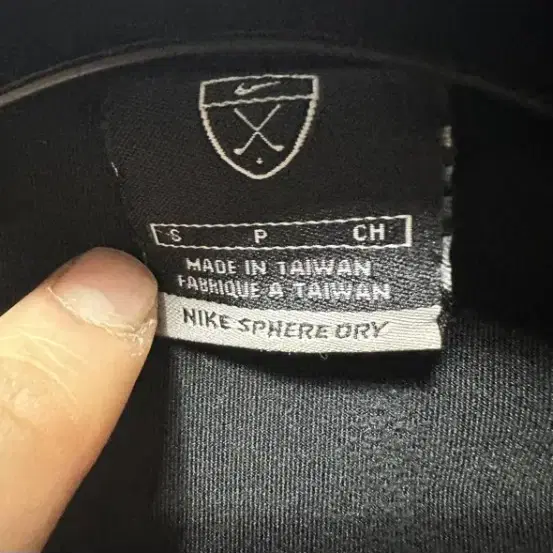 S P CH
MADE IN TAIWAN
FABRIQUE A TAIWAN
NIKE SPHERE DRY